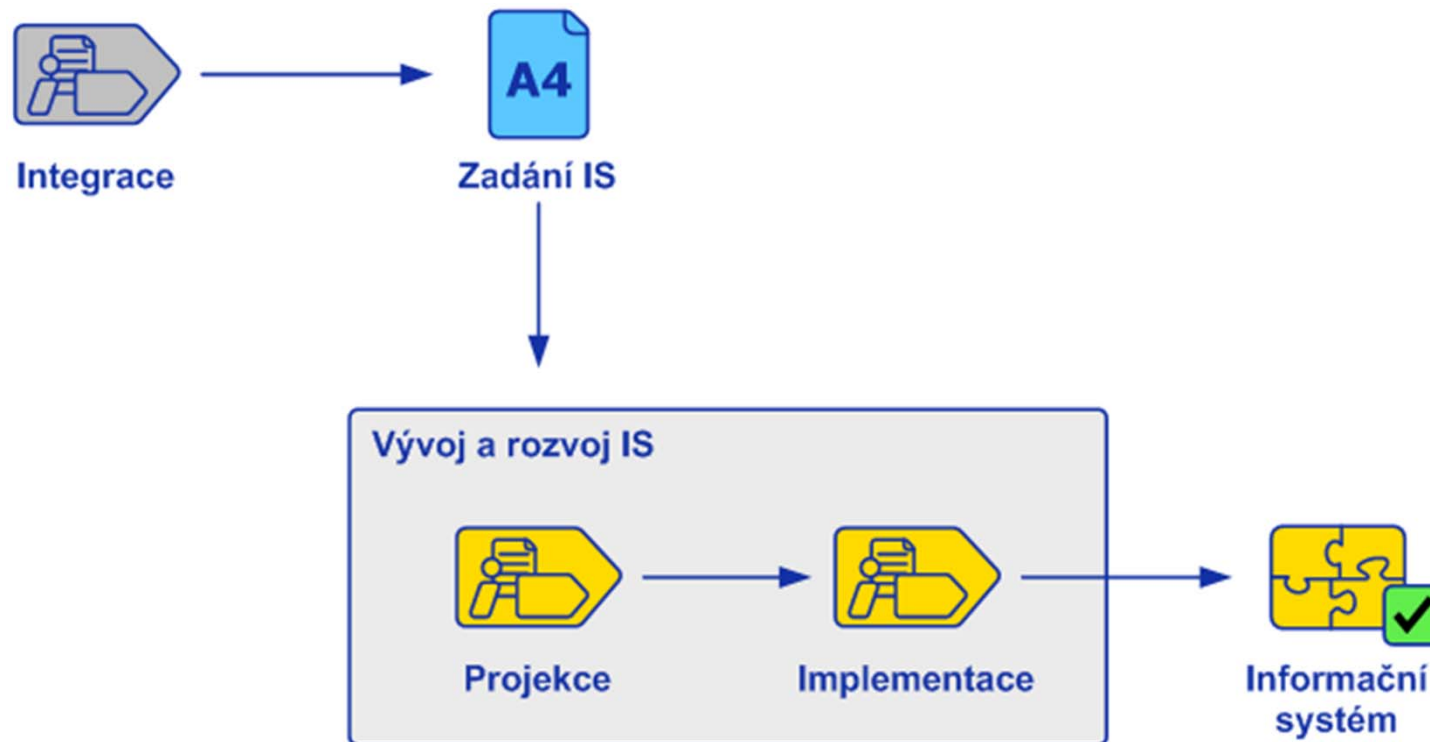 A4
Integrace
Zadání IS
Vývoj a rozvoj IS
Projekce
Implementace
Informační
systém